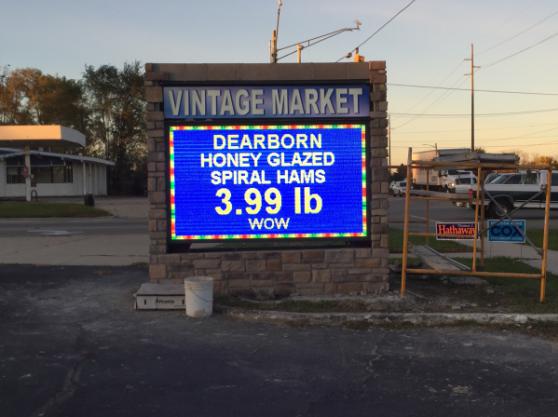 VINTAGE MARKET
DEARBORN
HONEY GLAZED
SPIRAL HAMS
3.99 lb
WOW
Hathaway
COX